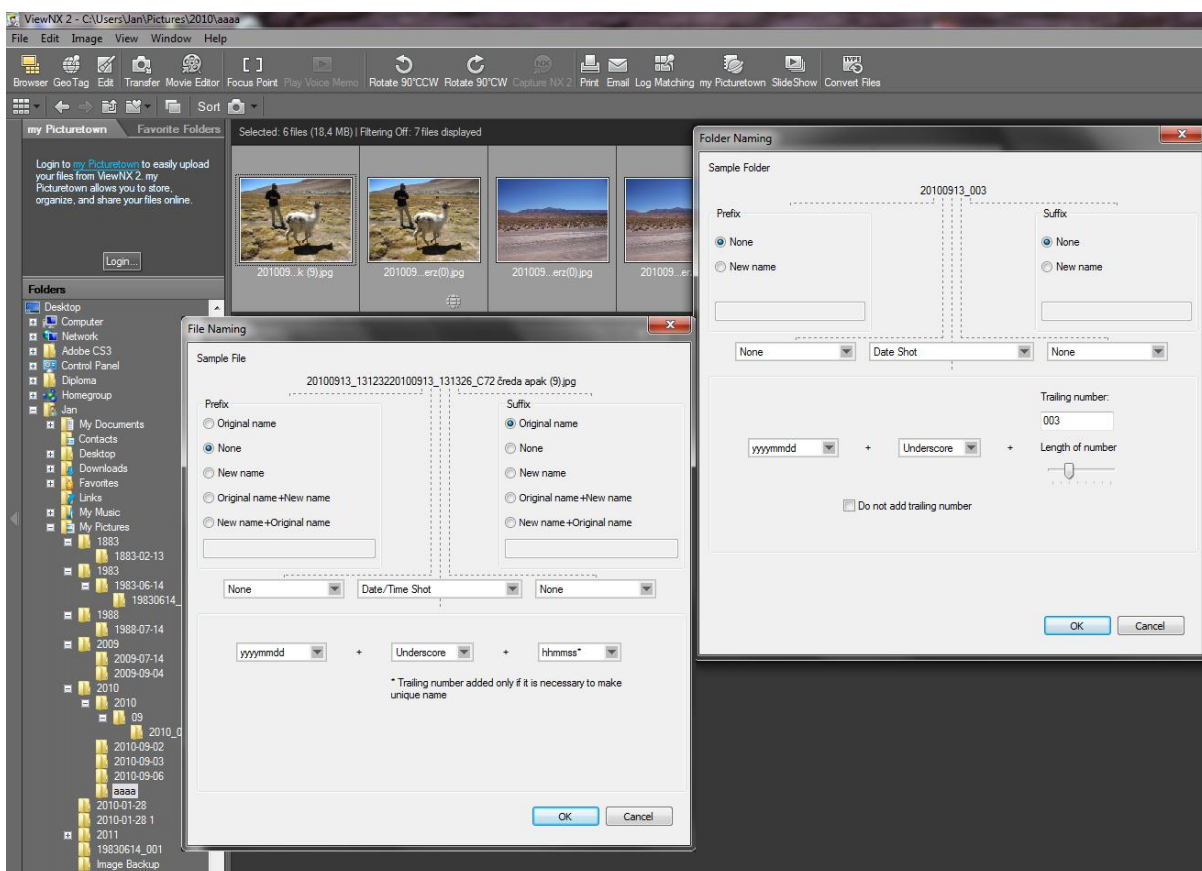 ViewNX 2 - C:\Users\Jan\Pictures\2010\aaaa
File Edit Image View Window Help
Browser GeoTag Edit Transfer Movie Editor Focus Point Play Voice Memo Rotate 90°CCW Rotate 90°CW Capture NX 2 Print Email Log Matching my Picturetown SlideShow Convert Files
Sort
my Picturetown Favorite Folders
Selected: 6 files (18,4 MB) | Filtering Off: 7 files displayed
Login to my Picturetown to easily upload
your files from ViewNX 2. my
Picturetown allows you to store,
organize, and share your files online.
Login...
201009...k (9).jpg
201009...erz(0).jpg
201009...erz(0).jpg
201009...er
Folders
Desktop
Computer
Network
Adobe CS3
Control Panel
Diploma
Homegroup
Jan
My Documents
Contacts
Desktop
Downloads
Favorites
Links
My Music
My Pictures
1883
1883-02-13
1983
1983-06-14
19830614_
1988
1988-07-14
2009
2009-07-14
2009-09-04
2010
2010
09
2010_0
2010-09-02
2010-09-03
2010-09-06
aaaa
2010-01-28
2010-01-28 1
2011
19830614_001
Image Backup
File Naming
Sample File
20100913_13123220100913_131326_C72 čreda apak (9).jpg
Prefix
Original name
None
New name
Original name+New name
New name+Original name
Suffix
Original name
None
New name
Original name+New name
New name+Original name
None Date/Time Shot None
yyyymmdd + Underscore + hhmmss*
* Trailing number added only if it is necessary to make
unique name
OK Cancel
Folder Naming
Sample Folder
20100913_003
Prefix
None
New name
Suffix
None
New name
None Date Shot None
Trailing number:
003
yyyymmdd + Underscore + Length of number
Do not add trailing number
OK Cancel